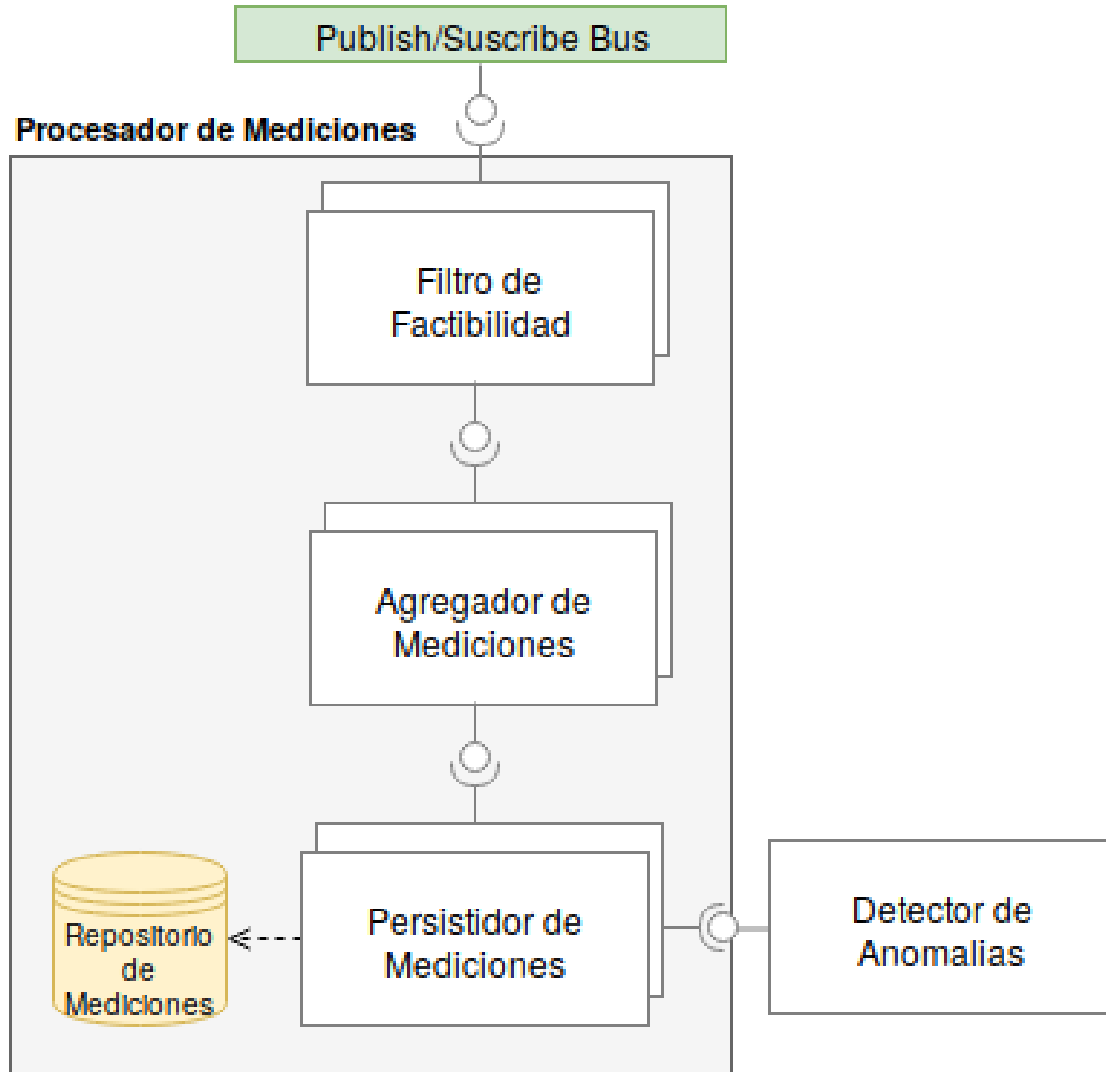 Publish/Suscribe Bus
Procesador de Mediciones
Filtro de
Factibilidad
Agregador de
Mediciones
Persistidor de
Mediciones
Repositorio
de
Mediciones
Detector de
Anomalias